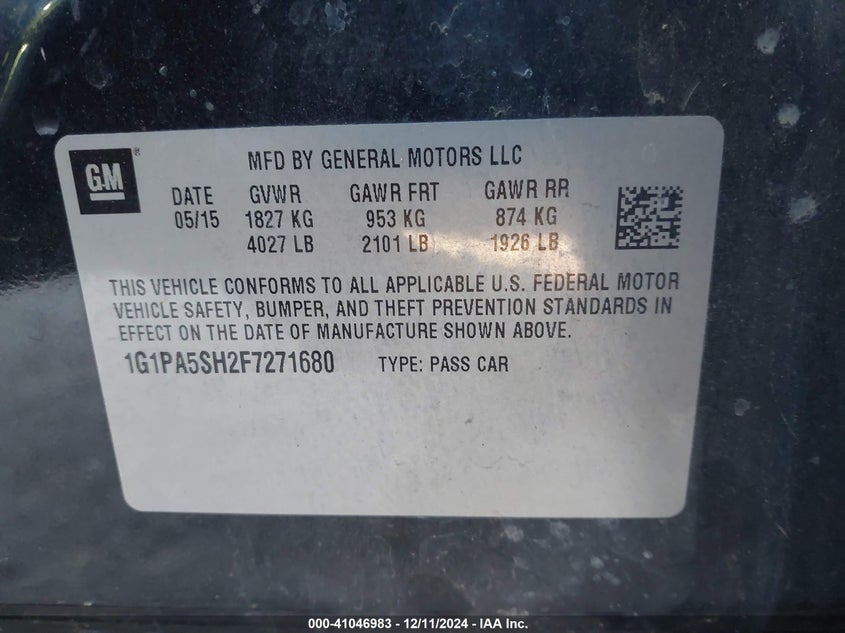 GM ®
MFD BY GENERAL MOTORS LLC
DATE GVWR GAWR FRT GAWR RR
05/15 1827 KG 953 KG 874 KG
4027 LB 2101 LB 1926 LB
THIS VEHICLE CONFORMS TO ALL APPLICABLE U.S. FEDERAL MOTOR
VEHICLE SAFETY, BUMPER, AND THEFT PREVENTION STANDARDS IN
EFFECT ON THE DATE OF MANUFACTURE SHOWN ABOVE.
1G1PA5SH2F7271680 TYPE: PASS CAR
000-41046983 - 12/11/2024 - IAA Inc.